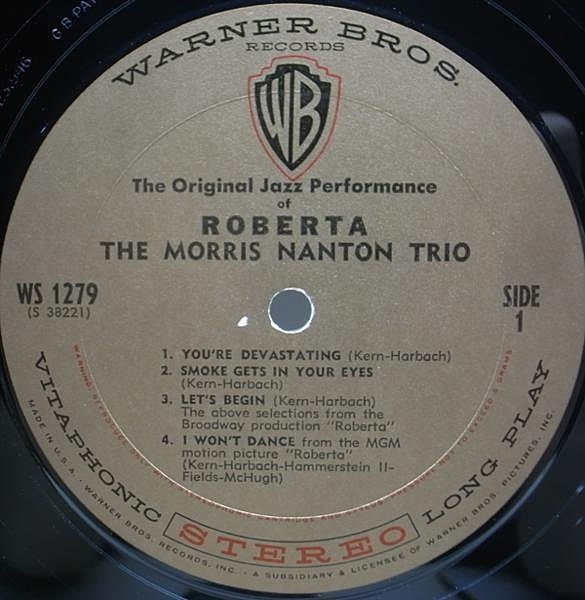 WARNER BROS.
RECORDS
WB
The Original Jazz Performance
of
ROBERTA
THE MORRIS NANTON TRIO
WS 1279
(S 38221)
SIDE
1
1. YOU'RE DEVASTATING (Kern-Harbach)
2. SMOKE GETS IN YOUR EYES
(Kern-Harbach)
3. LET'S BEGIN (Kern-Harbach)
The above selections from the
Broadway production "Roberta"
4. I WON'T DANCE from the MGM
motion picture "Roberta"
(Kern-Harbach-Hammerstein II-
Fields-McHugh)
VITAPHONIC STEREO LONG PLAY
MADE IN U.S.A. • WARNER BROS. RECORDS, INC. • A SUBSIDIARY & LICENSEE OF WARNER BROS. PICTURES, INC.